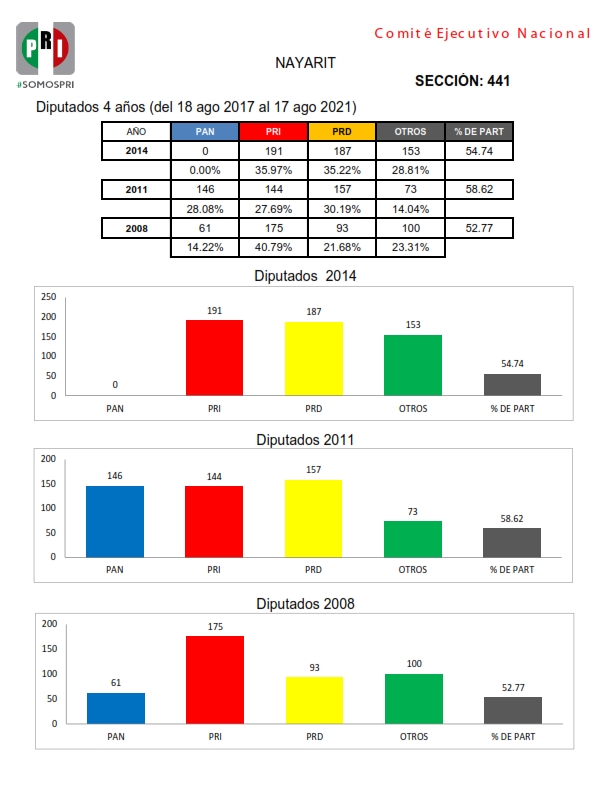 Comité Ejecutivo Nacional
PRI
#SOMOSPRI
NAYARIT
SECCIÓN: 441
Diputados 4 años (del 18 ago 2017 al 17 ago 2021)
AÑO PAN PRI PRD OTROS % DE PART
2014 0 191 187 153 54.74
0.00% 35.97% 35.22% 28.81%
2011 146 144 157 73 58.62
28.08% 27.69% 30.19% 14.04%
2008 61 175 93 100 52.77
14.22% 40.79% 21.68% 23.31%
Diputados 2014
250
200
150
100
50
0
0 191 187 153 54.74
PAN PRI PRD OTROS % DE PART
Diputados 2011
200
150
100
50
0
146 144 157 73 58.62
PAN PRI PRD OTROS % DE PART
Diputados 2008
200
150
100
50
0
61 175 93 100 52.77
PAN PRI PRD OTROS % DE PART